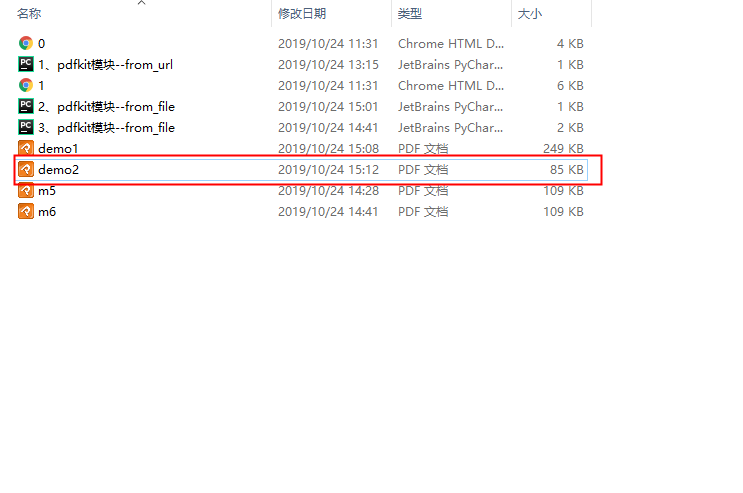 名称 修改日期 类型 大小
0 2019/10/24 11:31 Chrome HTML D... 4 KB
1、pdfkit模块--from_url 2019/10/24 13:15 JetBrains PyChar... 1 KB
1 2019/10/24 11:31 Chrome HTML D... 6 KB
2、pdfkit模块--from_file 2019/10/24 15:01 JetBrains PyChar... 1 KB
3、pdfkit模块--from_file 2019/10/24 14:41 JetBrains PyChar... 2 KB
demo1 2019/10/24 15:08 PDF 文档 249 KB
demo2 2019/10/24 15:12 PDF 文档 85 KB
m5 2019/10/24 14:28 PDF 文档 109 KB
m6 2019/10/24 14:41 PDF 文档 109 KB